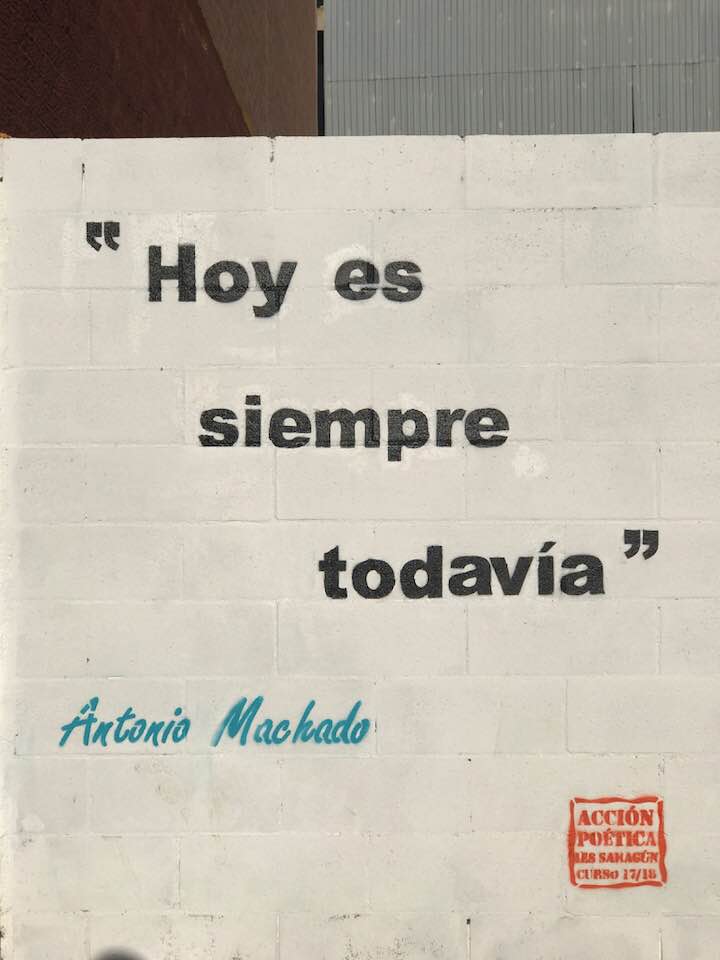 " Hoy es
siempre
todavía "
Antonio Machado
ACCIÓN
POÉTICA
IES SAHAGÚN
CURSO 17/18